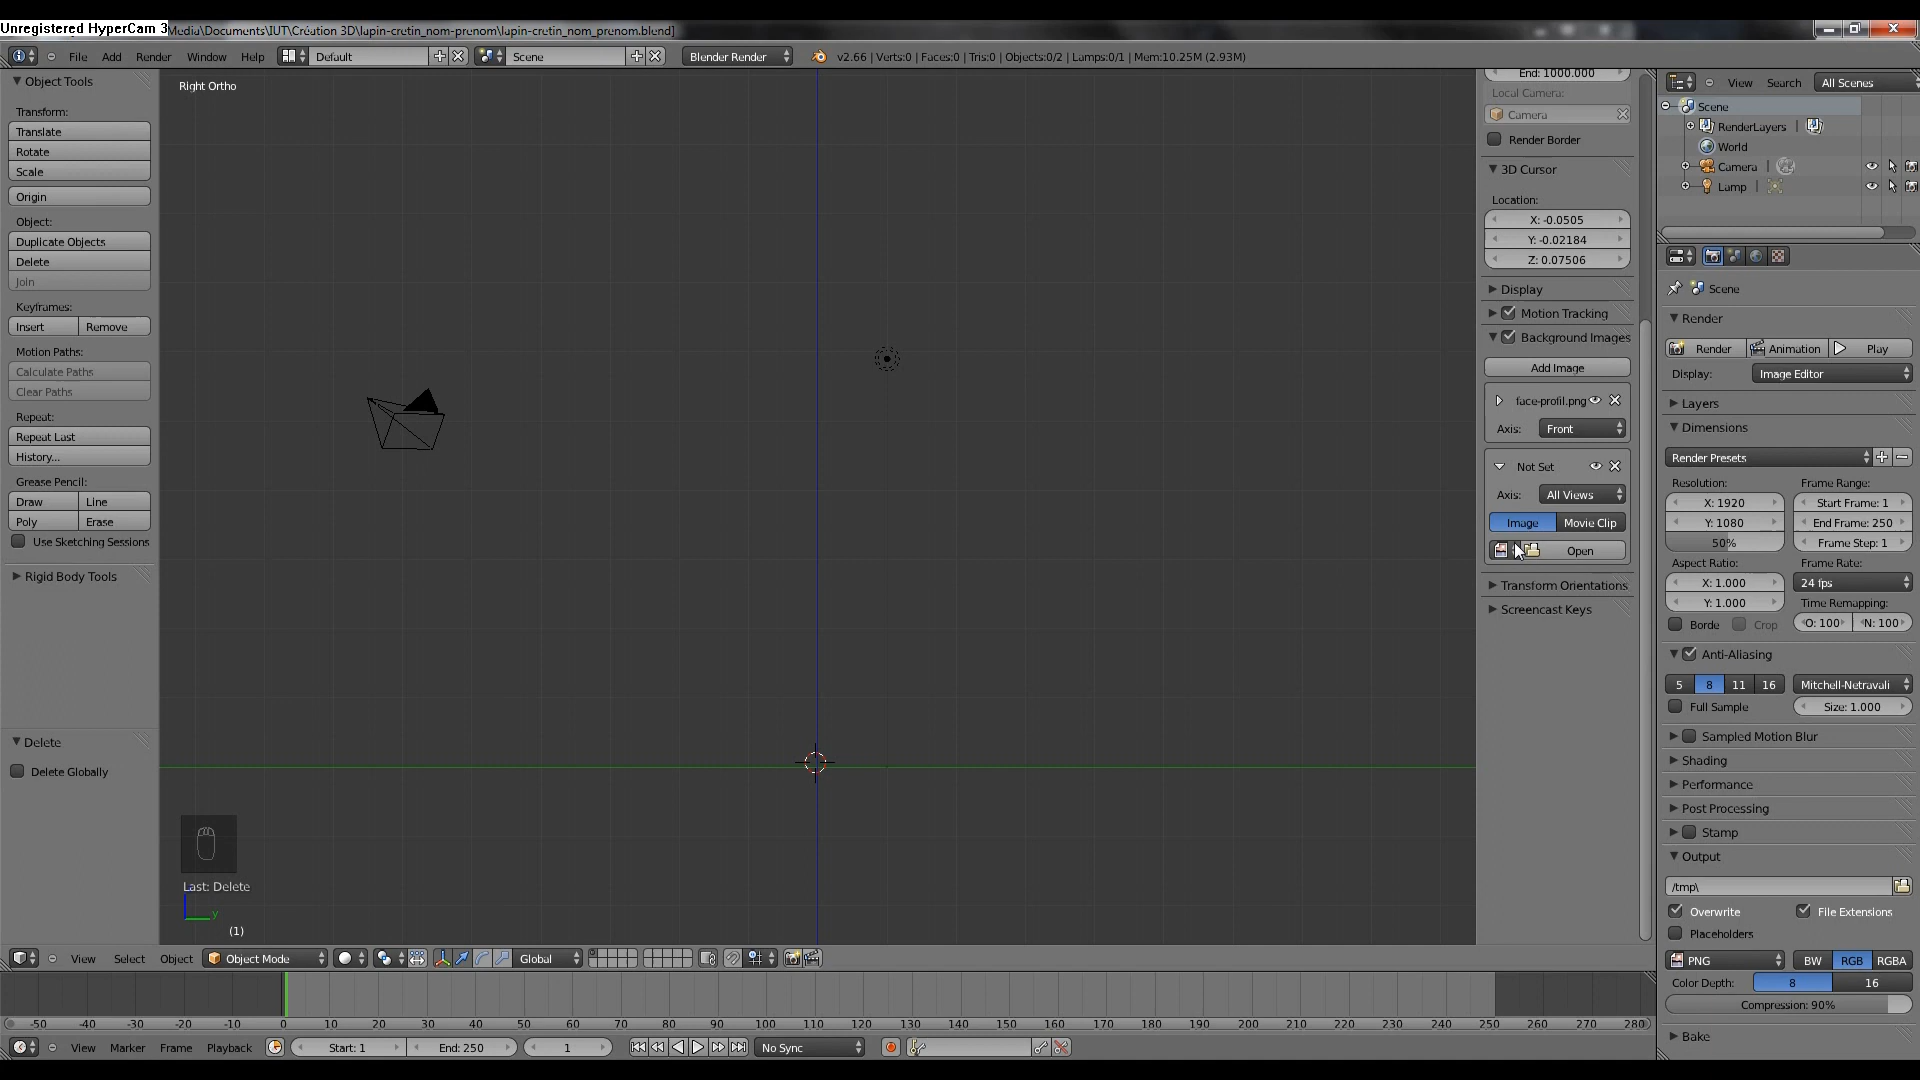 Unregistered HyperCam 3
Media\Documents\IUT\Création 3D\lapin-cretin_nom-prenom\lapin-cretin_nom_prenom.blend]
File Add Render Window Help
Default
Scene
Blender Render
v2.66 | Verts:0 | Faces:0 | Tris:0 | Objects:0/2 | Lamps:0/1 | Mem:10.25M (2.93M)
Object Tools
Transform:
Translate
Rotate
Scale
Origin
Object:
Duplicate Objects
Delete
Join
Keyframes:
Insert Remove
Motion Paths:
Calculate Paths
Clear Paths
Repeat:
Repeat Last
History...
Grease Pencil:
Draw Line
Poly Erase
Use Sketching Sessions
Rigid Body Tools
Delete
Delete Globally
Right Ortho
Last: Delete
y
(1)
End: 1000.000
Local Camera:
Camera
Render Border
3D Cursor
Location:
X: -0.0505
Y: -0.02184
Z: 0.07506
Display
Motion Tracking
Background Images
Add Image
face-profil.png
Axis: Front
Not Set
Axis: All Views
Image Movie Clip
Open
Transform Orientations
Screencast Keys
View Search All Scenes
Scene
RenderLayers |
World
Camera |
Lamp |
Scene
Render
Render Animation Play
Display: Image Editor
Layers
Dimensions
Render Presets
Resolution: Frame Range:
X: 1920 Start Frame: 1
Y: 1080 End Frame: 250
50% Frame Step: 1
Aspect Ratio: Frame Rate:
X: 1.000 24 fps
Y: 1.000 Time Remapping:
Borde Crop O: 100 N: 100
Anti-Aliasing
5 8 11 16 Mitchell-Netravali
Full Sample Size: 1.000
Sampled Motion Blur
Shading
Performance
Post Processing
Stamp
Output
/tmp\
Overwrite File Extensions
Placeholders
PNG BW RGB RGBA
Color Depth: 8 16
Compression: 90%
Bake
View Select Object Object Mode Global
-50 -40 -30 -20 -10 0 10 20 30 40 50 60 70 80 90 100 110 120 130 140 150 160 170 180 190 200 210 220 230 240 250 260 270 280
View Marker Frame Playback Start: 1 End: 250 1 No Sync